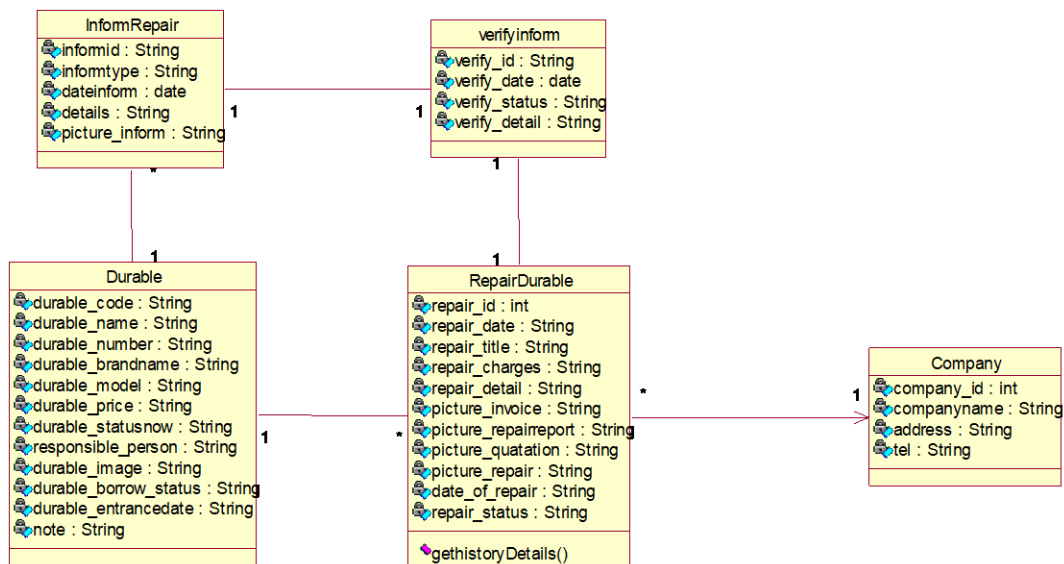 InformRepair
informid : String
informtype : String
dateinform : date
details : String
picture_inform : String
verifyinform
verify_id : String
verify_date : date
verify_status : String
verify_detail : String
1
1
*
1
1
1
Durable
durable_code : String
durable_name : String
durable_number : String
durable_brandname : String
durable_model : String
durable_price : String
durable_statusnow : String
responsible_person : String
durable_image : String
durable_borrow_status : String
durable_entrancedate : String
note : String
1
*
RepairDurable
repair_id : int
repair_date : String
repair_title : String
repair_charges : String
repair_detail : String
picture_invoice : String
picture_repairreport : String
picture_quatation : String
picture_repair : String
date_of_repair : String
repair_status : String
gethistoryDetails()
*
1
Company
company_id : int
companyname : String
address : String
tel : String